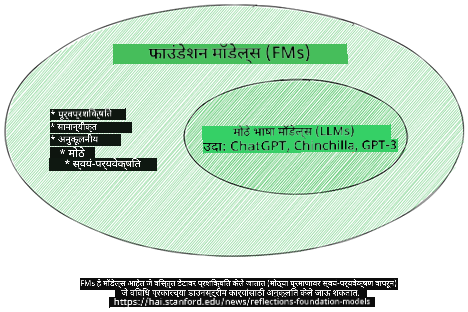 फाउंडेशन मॉडेल्स (FMs)
* पूर्वप्रशिक्षित
* सामान्यीकृत
* अनुकूलनीय
* मोठे
* स्वयं-पर्यवेक्षित
मोठे भाषा मॉडेल्स (LLMs)
उदा: ChatGPT, Chinchilla, GPT-3
FMs हे मॉडेल्स आहेत जे विस्तृत डेटावर प्रशिक्षित केले जातात (मोठ्या प्रमाणावर स्वयं-पर्यवेक्षण वापरून)
जे विविध प्रकारच्या डाउनस्ट्रीम कार्यांसाठी अनुकूलित केले जाऊ शकतात.
https://hai.stanford.edu/news/reflections-foundation-models